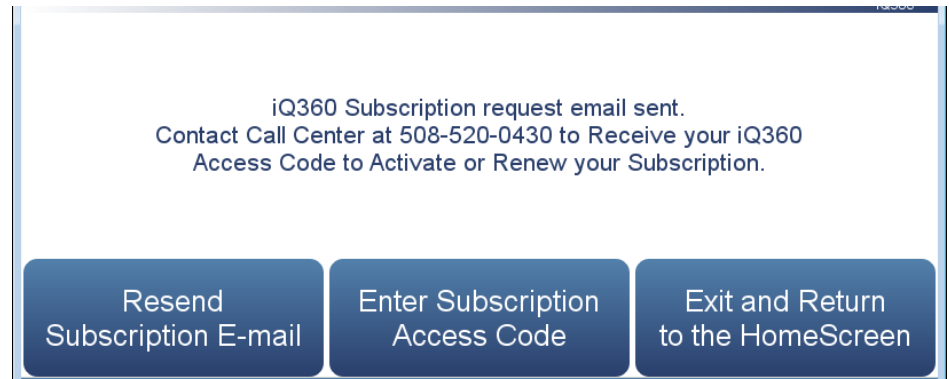 iQ360 Subscription request email sent.
Contact Call Center at 508-520-0430 to Receive your iQ360
Access Code to Activate or Renew your Subscription.
Resend
Subscription E-mail
Enter Subscription
Access Code
Exit and Return
to the HomeScreen